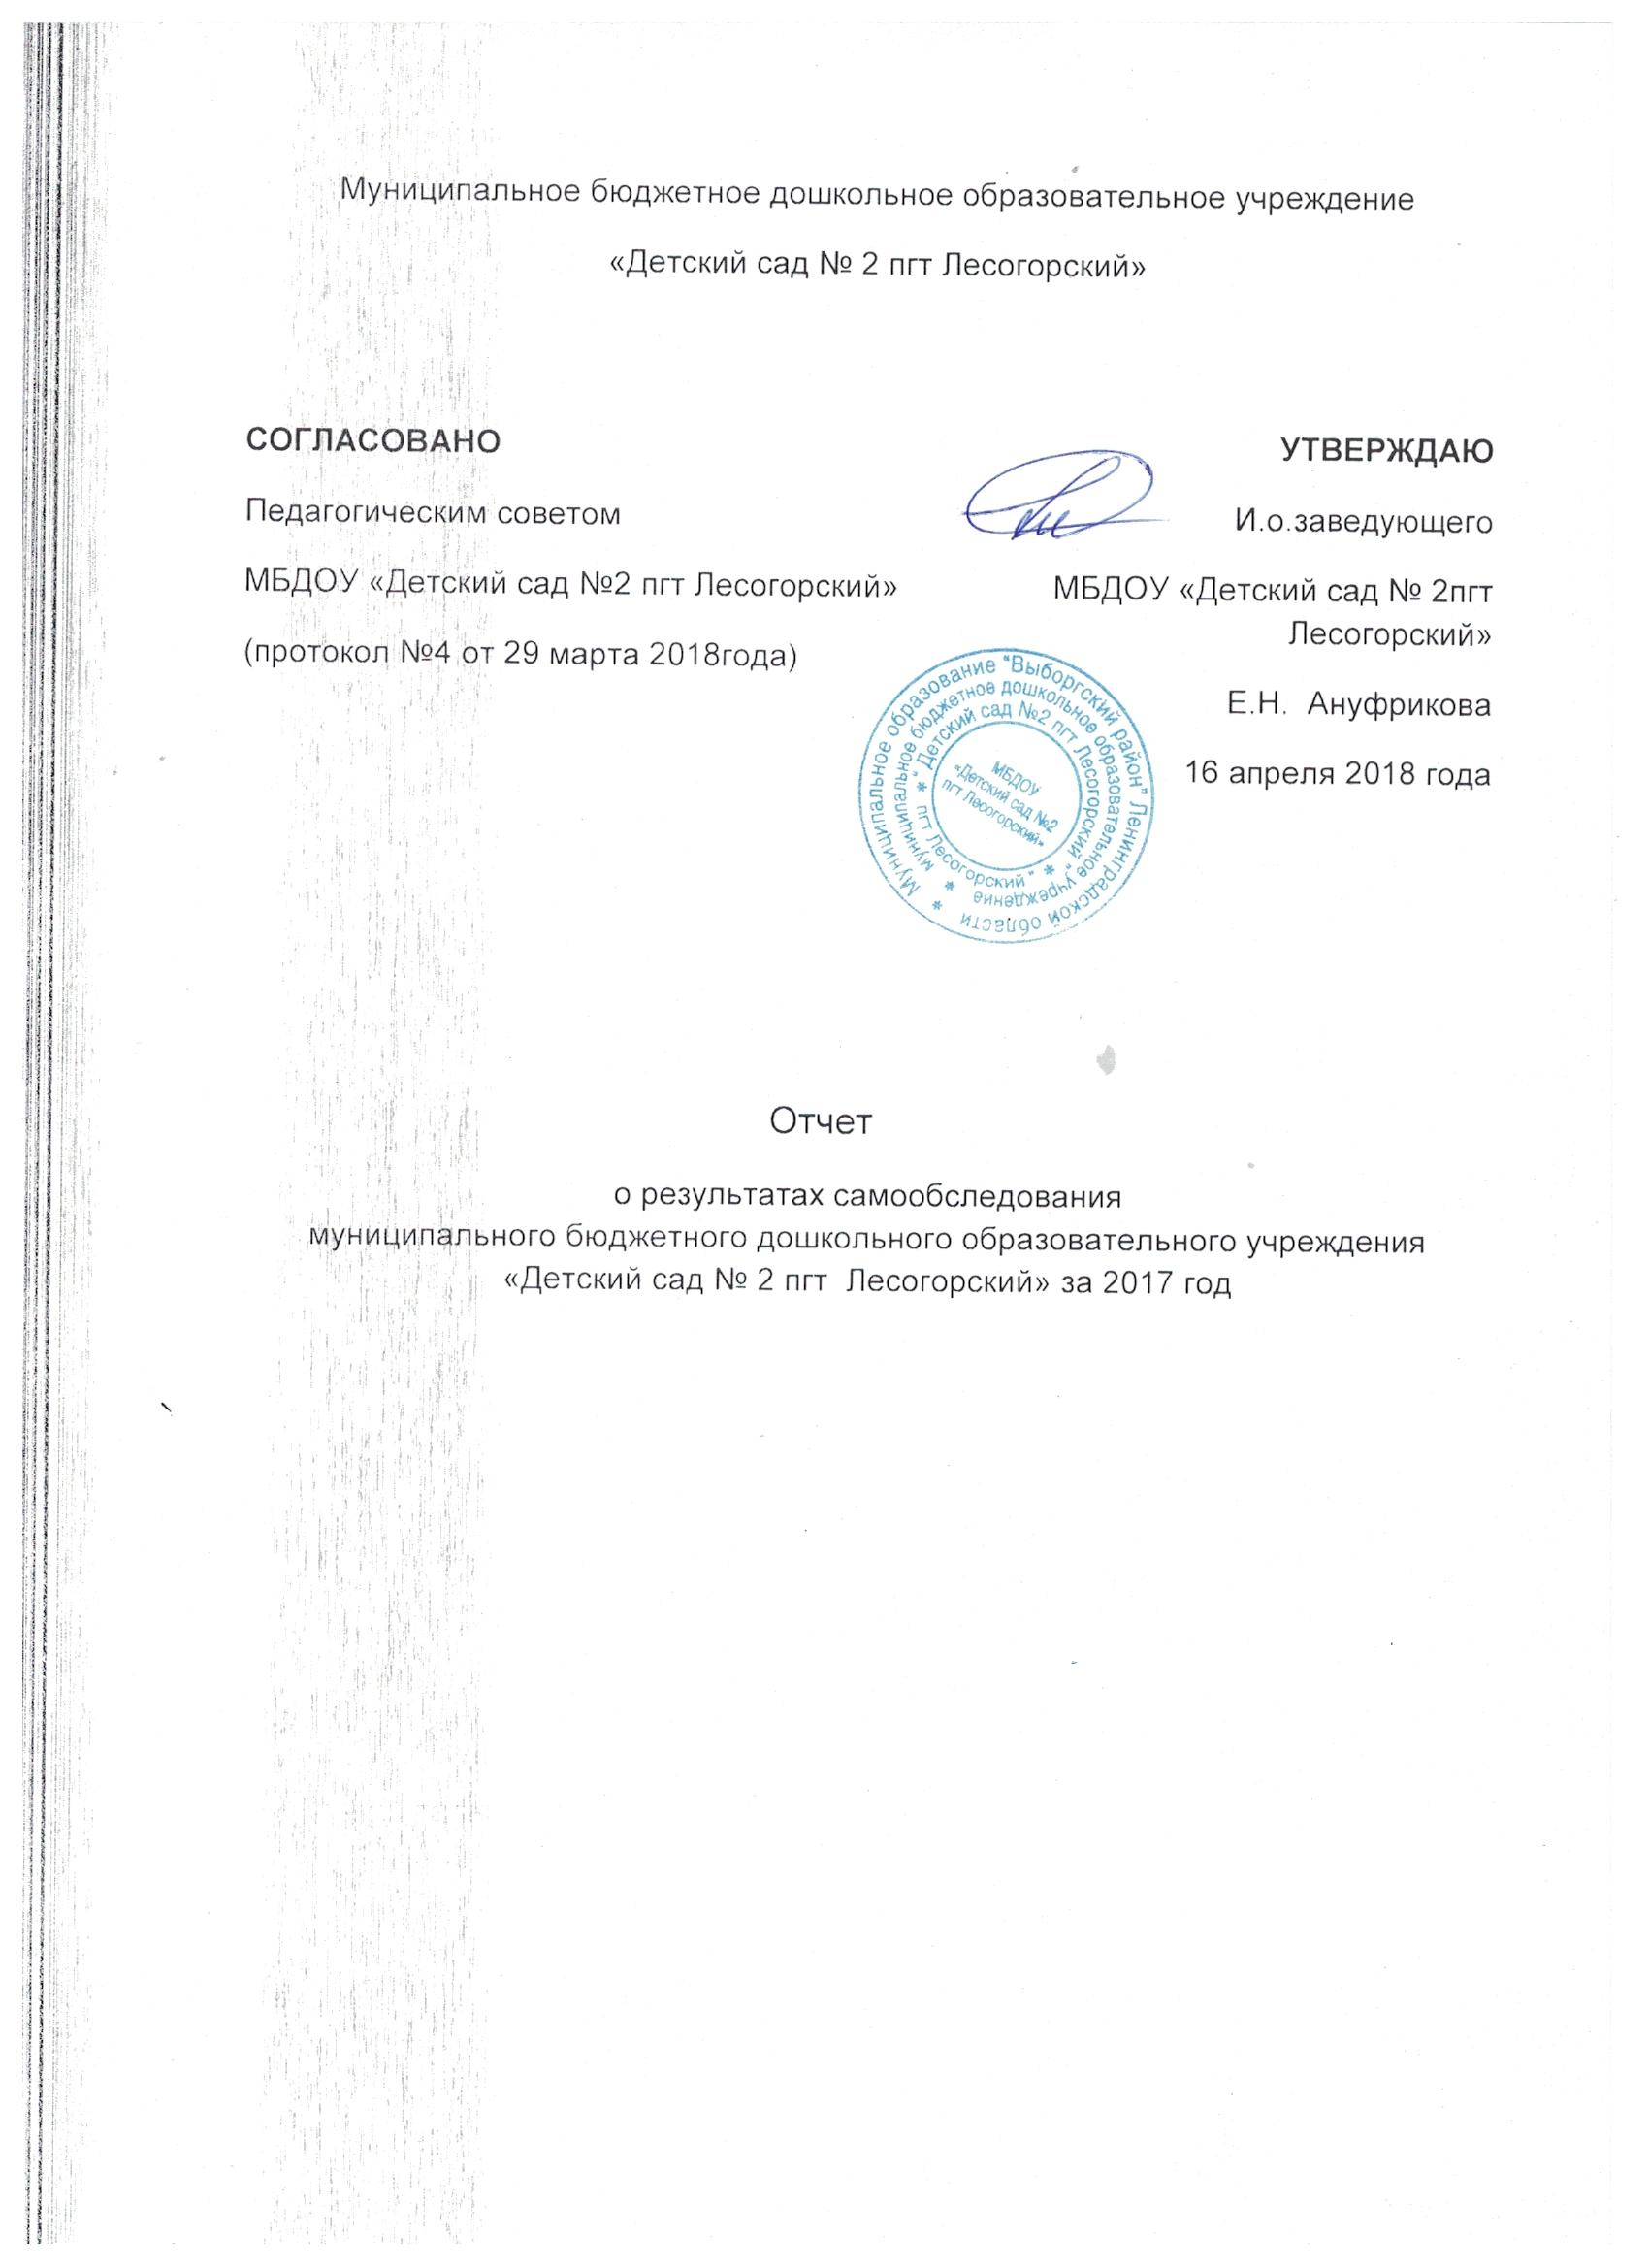 Муниципальное бюджетное дошкольное образовательное учреждение
«Детский сад № 2 пгт Лесогорский»
СОГЛАСОВАНО
Педагогическим советом
МБДОУ «Детский сад №2 пгт Лесогорский»
(протокол №4 от 29 марта 2018года)
УТВЕРЖДАЮ
И.о.заведующего
МБДОУ «Детский сад № 2пгт
Лесогорский»
Е.Н. Ануфрикова
16 апреля 2018 года
Муниципальное образование "Выборгский район" Ленинградской области *
муниципальное бюджетное дошкольное образовательное учреждение *
"Детский сад №2 пгт Лесогорский" * пгт Лесогорский" *
МБДОУ
«Детский сад №2
пгт Лесогорский»
Отчет
о результатах самообследования
муниципального бюджетного дошкольного образовательного учреждения
«Детский сад № 2 пгт Лесогорский» за 2017 год